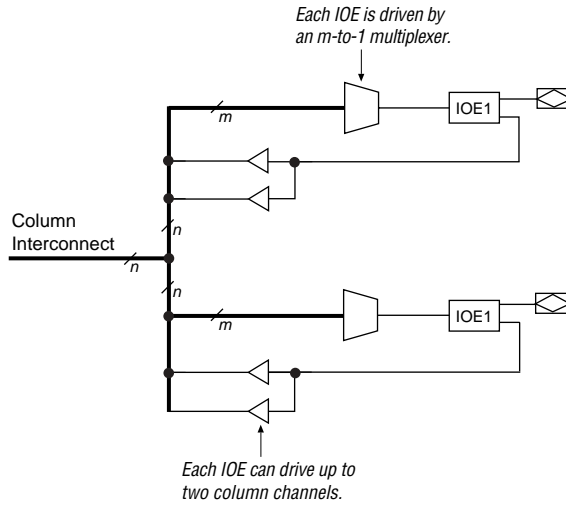 Each IOE is driven by
an m-to-1 multiplexer.
m
IOE1
n
Column
Interconnect
n
n
m
IOE1
Each IOE can drive up to
two column channels.